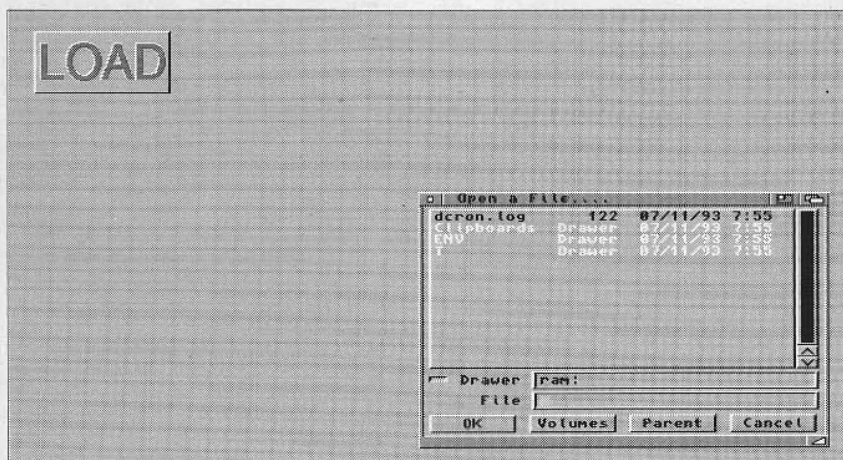 LOAD
Open a File....
dcron.log 122 07/11/93 7:55
Clipboards Drawer 07/11/93 7:55
ENV Drawer 07/11/93 7:55
T Drawer 07/11/93 7:55
Drawer ram:
File
OK Volumes Parent Cancel